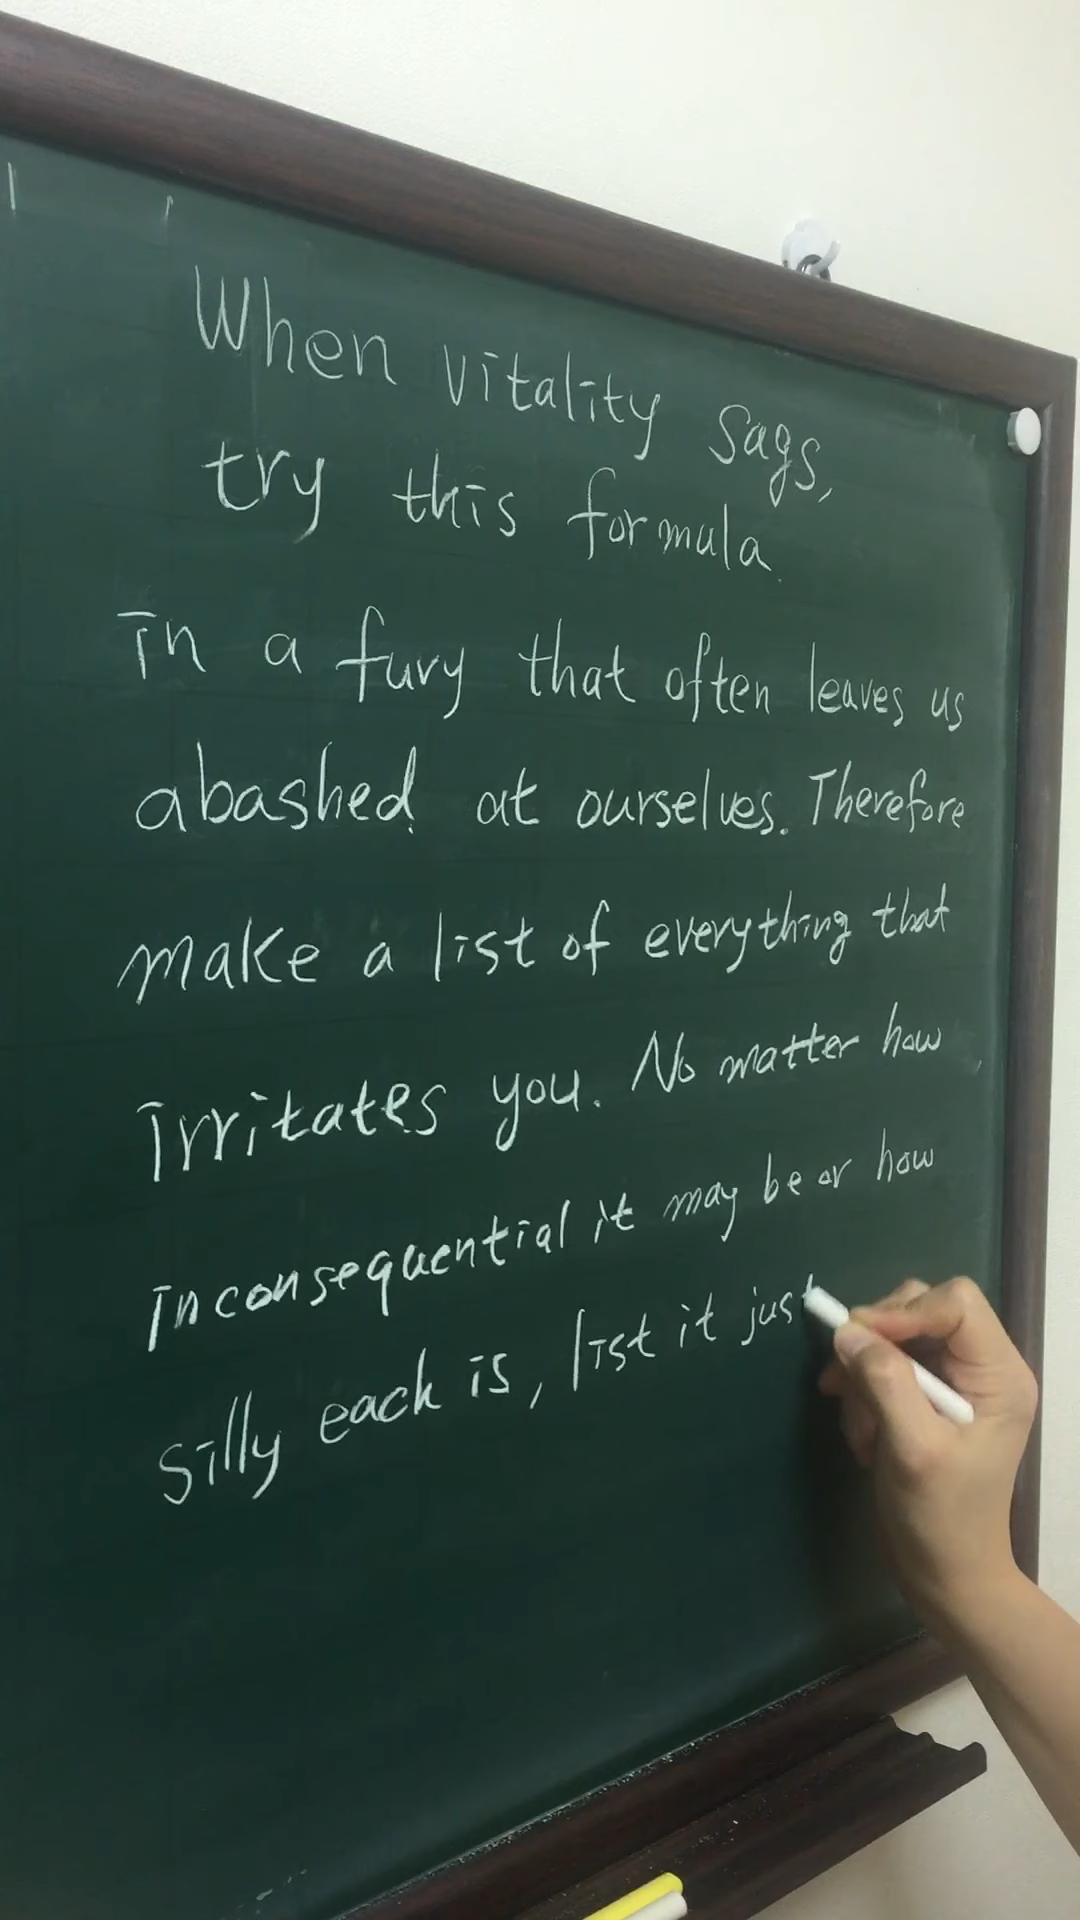 When vitality sags,
try this formula.
in a fury that often leaves us
abashed at ourselves. Therefore
make a list of everything that
irritates you. No matter how
inconsequential it may be or how
silly each is, list it just